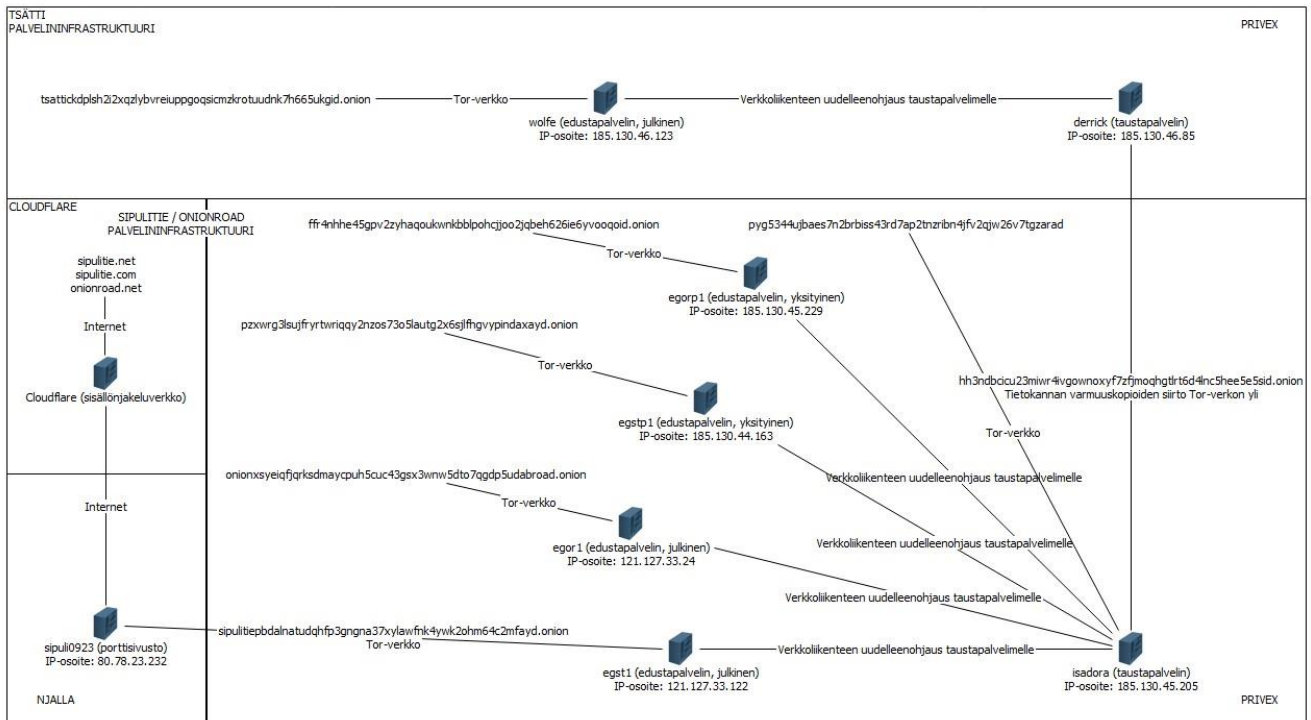 TSÄTTI
PALVELININFRASTRUKTUURI
PRIVEX
tsattickdplsh2i2xqzlybvreiuppgoqsicmzkrotuudnk7h665ukgid.onion
Tor-verkko
Verkkoliikenteen uudelleenohjaus taustapalvelimelle
wolfe (edustapalvelin, julkinen)
IP-osoite: 185.130.46.123
derrick (taustapalvelin)
IP-osoite: 185.130.46.85
CLOUDFLARE
SIPULITIE / ONIONROAD
PALVELININFRASTRUKTUURI
sipulitie.net
sipulitie.com
onionroad.net
Internet
Cloudflare (sisällönjakeluverkko)
Internet
sipuli0923 (porttisivusto)
IP-osoite: 80.78.23.232
NJALLA
ffr4nhhe45gpv2zyhaqoukwnkbblpohcjjoo2jqbeh626ie6yvooqoid.onion
Tor-verkko
egorp1 (edustapalvelin, yksityinen)
IP-osoite: 185.130.45.229
pyg5344ujbaes7n2brbiss43rd7ap2tnzribn4jfv2qjw26v7tgzarad
pzxwrg3lsujfryrtwriqqy2nzos73o5lautg2x6sjlfhgvypindaxayd.onion
Tor-verkko
egstp1 (edustapalvelin, yksityinen)
IP-osoite: 185.130.44.163
hh3ndbcicu23miwr4ivgownoxyf7zfjmoqhgtlrt6d4lnc5hee5e5sid.onion
Tietokannan varmuuskopioiden siirto Tor-verkon yli
Tor-verkko
onionxsyeiqfjqrksdmaycpuh5cuc43gsx3wnw5dto7qgdp5udabroad.onion
Tor-verkko
Verkkoliikenteen uudelleenohjaus taustapalvelimelle
egor1 (edustapalvelin, julkinen)
IP-osoite: 121.127.33.24
Verkkoliikenteen uudelleenohjaus taustapalvelimelle
Verkkoliikenteen uudelleenohjaus taustapalvelimelle
sipulitiepbdalnatudqhfp3gngna37xylawfnk4ywk2ohm64c2mfayd.onion
Tor-verkko
Verkkoliikenteen uudelleenohjaus taustapalvelimelle
egst1 (edustapalvelin, julkinen)
IP-osoite: 121.127.33.122
isadora (taustapalvelin)
IP-osoite: 185.130.45.205
PRIVEX